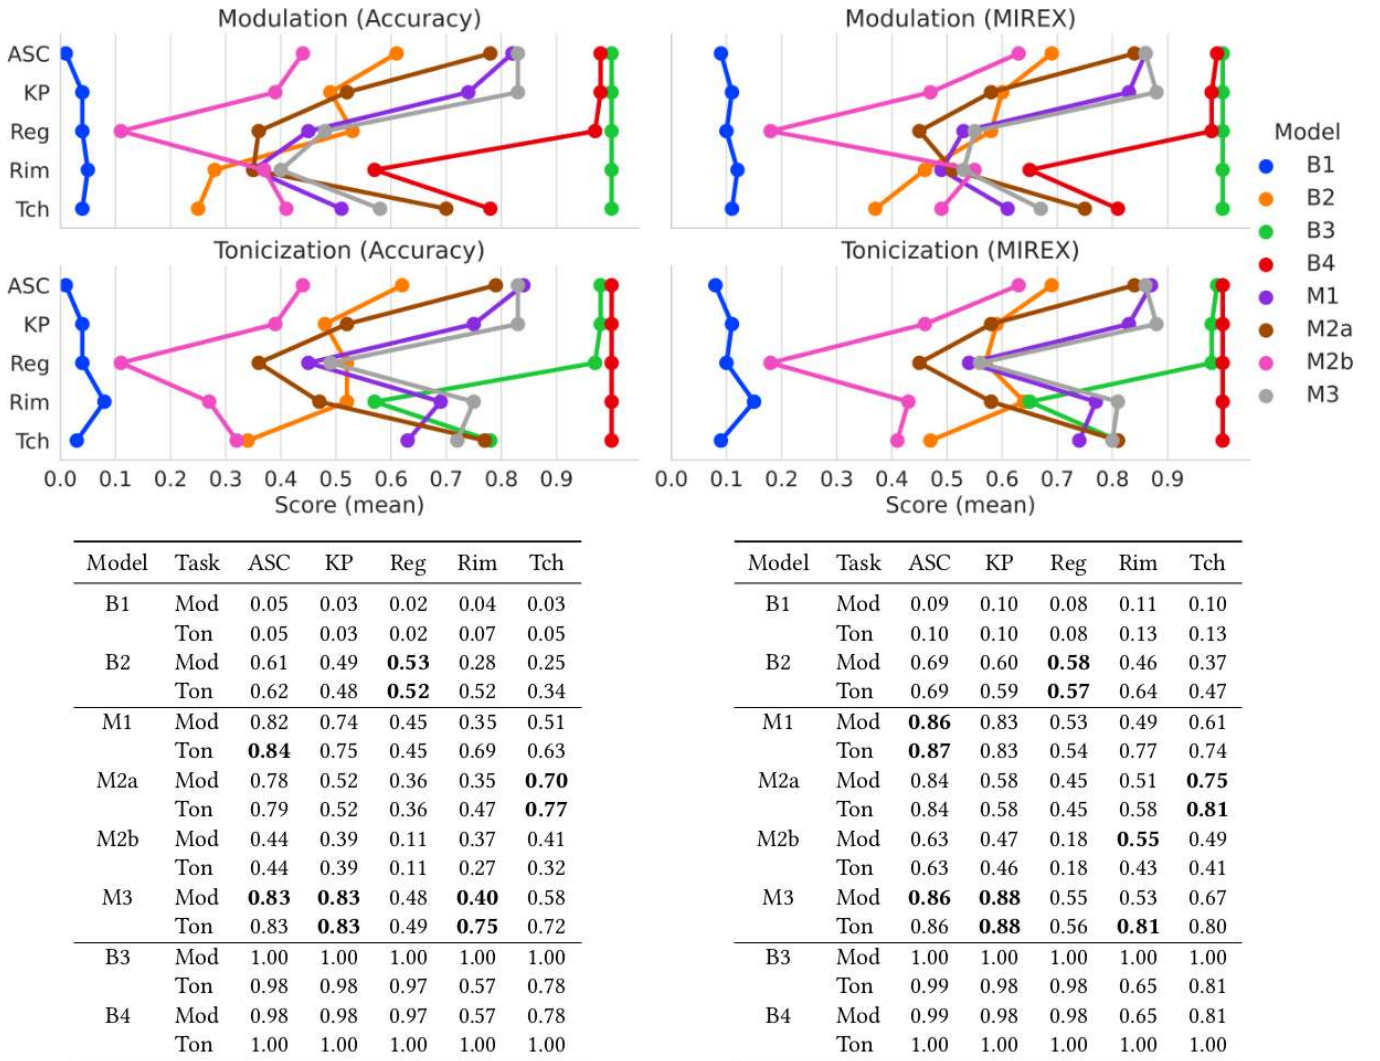 Modulation (Accuracy) Modulation (MIREX)
ASC
KP
Reg
Rim
Tch
Model
B1
B2
B3
B4
M1
M2a
M2b
M3
Tonicization (Accuracy) Tonicization (MIREX)
ASC
KP
Reg
Rim
Tch
0.0 0.1 0.2 0.3 0.4 0.5 0.6 0.7 0.8 0.9 0.0 0.1 0.2 0.3 0.4 0.5 0.6 0.7 0.8 0.9
Score (mean) Score (mean)
Model Task ASC KP Reg Rim Tch
B1 Mod 0.05 0.03 0.02 0.04 0.03
Ton 0.05 0.03 0.02 0.07 0.05
B2 Mod 0.61 0.49 0.53 0.28 0.25
Ton 0.62 0.48 0.52 0.52 0.34
M1 Mod 0.82 0.74 0.45 0.35 0.51
Ton 0.84 0.75 0.45 0.69 0.63
M2a Mod 0.78 0.52 0.36 0.35 0.70
Ton 0.79 0.52 0.36 0.47 0.77
M2b Mod 0.44 0.39 0.11 0.37 0.41
Ton 0.44 0.39 0.11 0.27 0.32
M3 Mod 0.83 0.83 0.48 0.40 0.58
Ton 0.83 0.83 0.49 0.75 0.72
B3 Mod 1.00 1.00 1.00 1.00 1.00
Ton 0.98 0.98 0.97 0.57 0.78
B4 Mod 0.98 0.98 0.97 0.57 0.78
Ton 1.00 1.00 1.00 1.00 1.00
Model Task ASC KP Reg Rim Tch
B1 Mod 0.09 0.10 0.08 0.11 0.10
Ton 0.10 0.10 0.08 0.13 0.13
B2 Mod 0.69 0.60 0.58 0.46 0.37
Ton 0.69 0.59 0.57 0.64 0.47
M1 Mod 0.86 0.83 0.53 0.49 0.61
Ton 0.87 0.83 0.54 0.77 0.74
M2a Mod 0.84 0.58 0.45 0.51 0.75
Ton 0.84 0.58 0.45 0.58 0.81
M2b Mod 0.63 0.47 0.18 0.55 0.49
Ton 0.63 0.46 0.18 0.43 0.41
M3 Mod 0.86 0.88 0.55 0.53 0.67
Ton 0.86 0.88 0.56 0.81 0.80
B3 Mod 1.00 1.00 1.00 1.00 1.00
Ton 0.99 0.98 0.98 0.65 0.81
B4 Mod 0.99 0.98 0.98 0.65 0.81
Ton 1.00 1.00 1.00 1.00 1.00